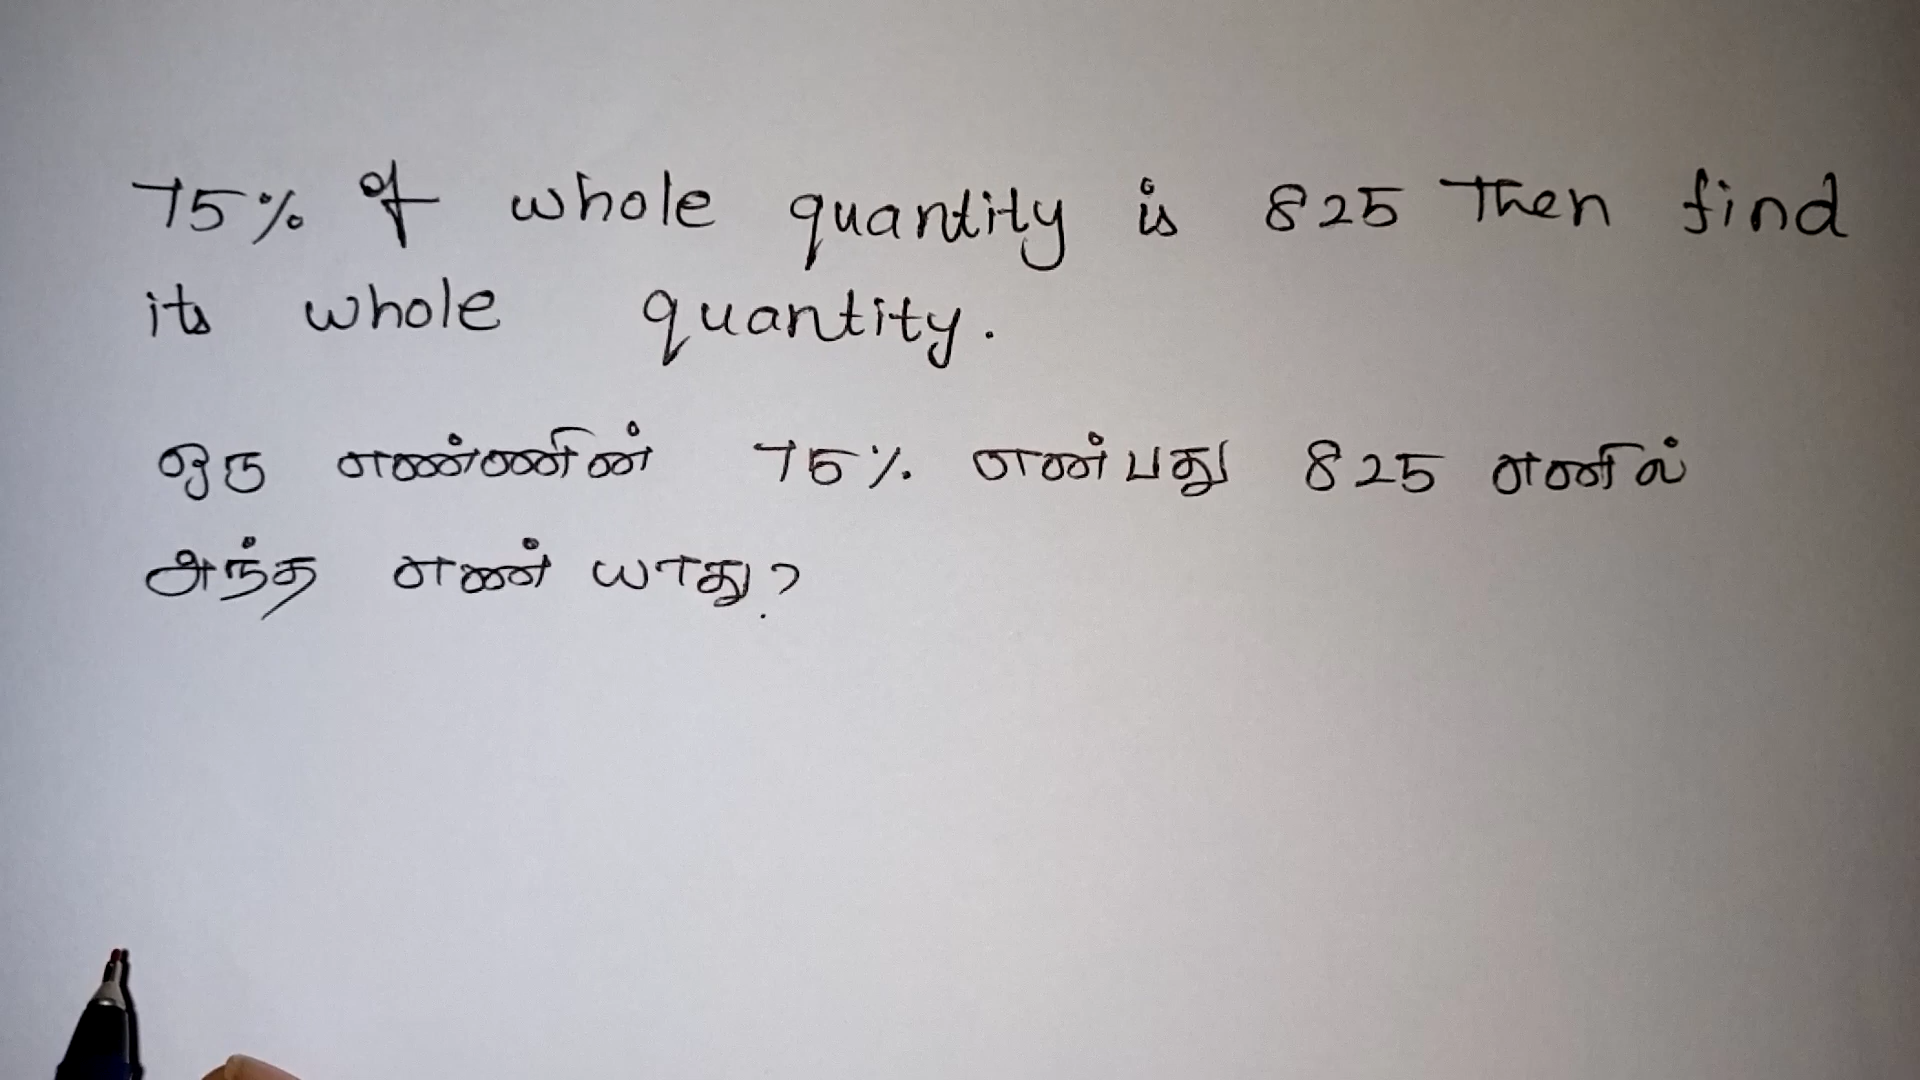 75% of whole quantity is 825 Then find
its whole quantity.
ஒரு எண்ணின் 75% என்பது 825 எனில்
அந்த எண் யாது?